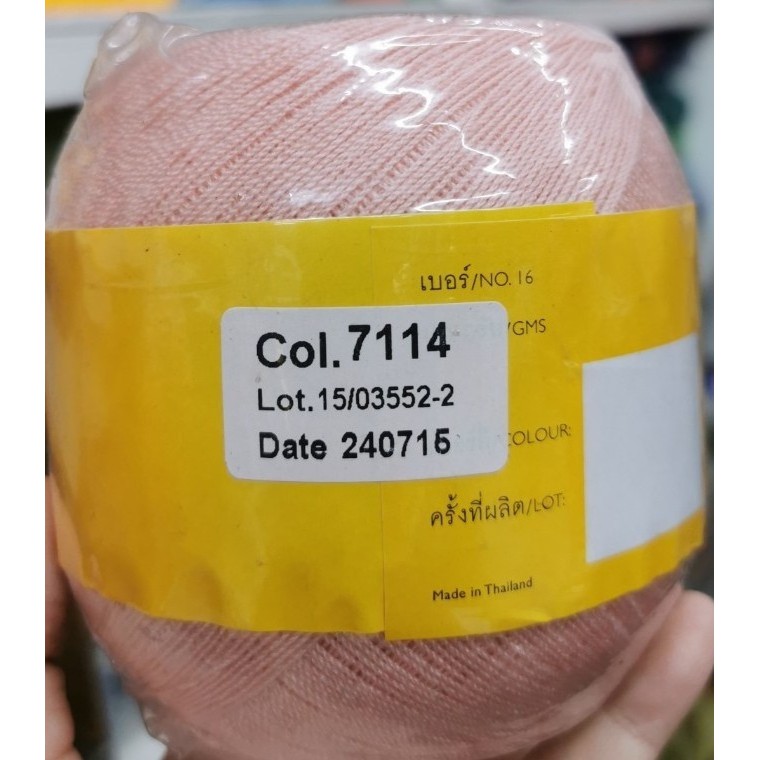 เบอร์/NO. 16
/GMS
Col. 7114
Lot.15/03552-2
COLOUR:
Date 240715
ครั้งที่ผลิต/LOT:
Made in Thailand